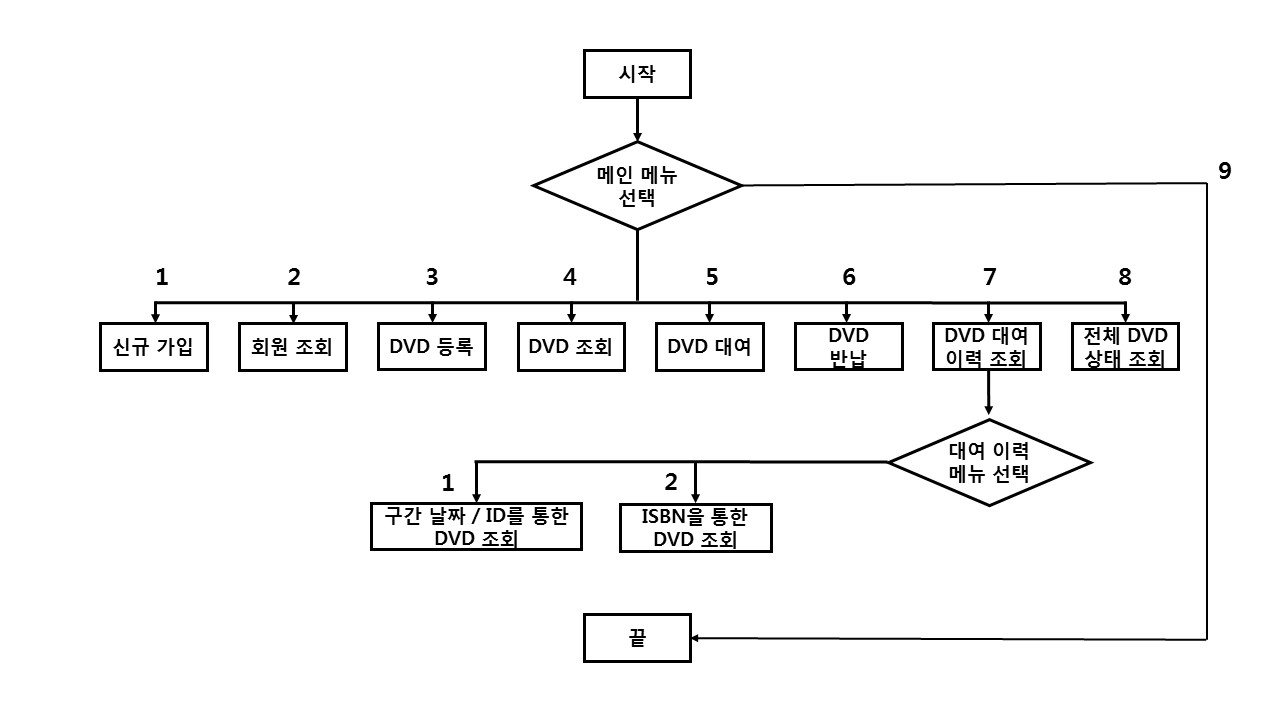 시작
메인 메뉴
선택
9
1
2
3
4
5
6
7
8
신규 가입
회원 조회
DVD 등록
DVD 조회
DVD 대여
DVD
반납
DVD 대여
이력 조회
전체 DVD
상태 조회
대여 이력
메뉴 선택
1
2
구간 날짜 / ID를 통한
DVD 조회
ISBN을 통한
DVD 조회
끝